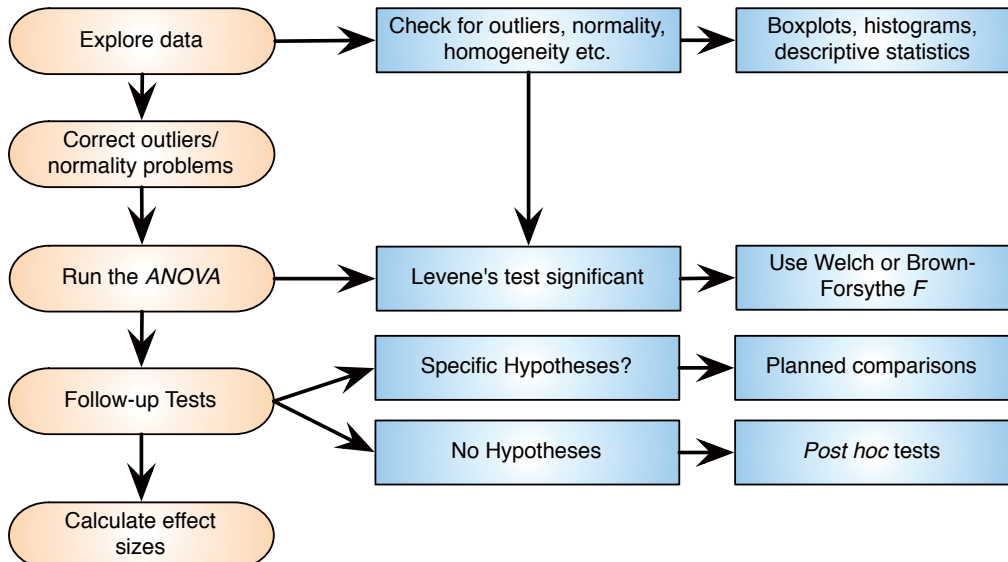 Explore data
Check for outliers, normality,
homogeneity etc.
Boxplots, histograms,
descriptive statistics
Correct outliers/
normality problems
Run the ANOVA
Levene's test significant
Use Welch or Brown-
Forsythe F
Follow-up Tests
Specific Hypotheses?
Planned comparisons
No Hypotheses
Post hoc tests
Calculate effect
sizes